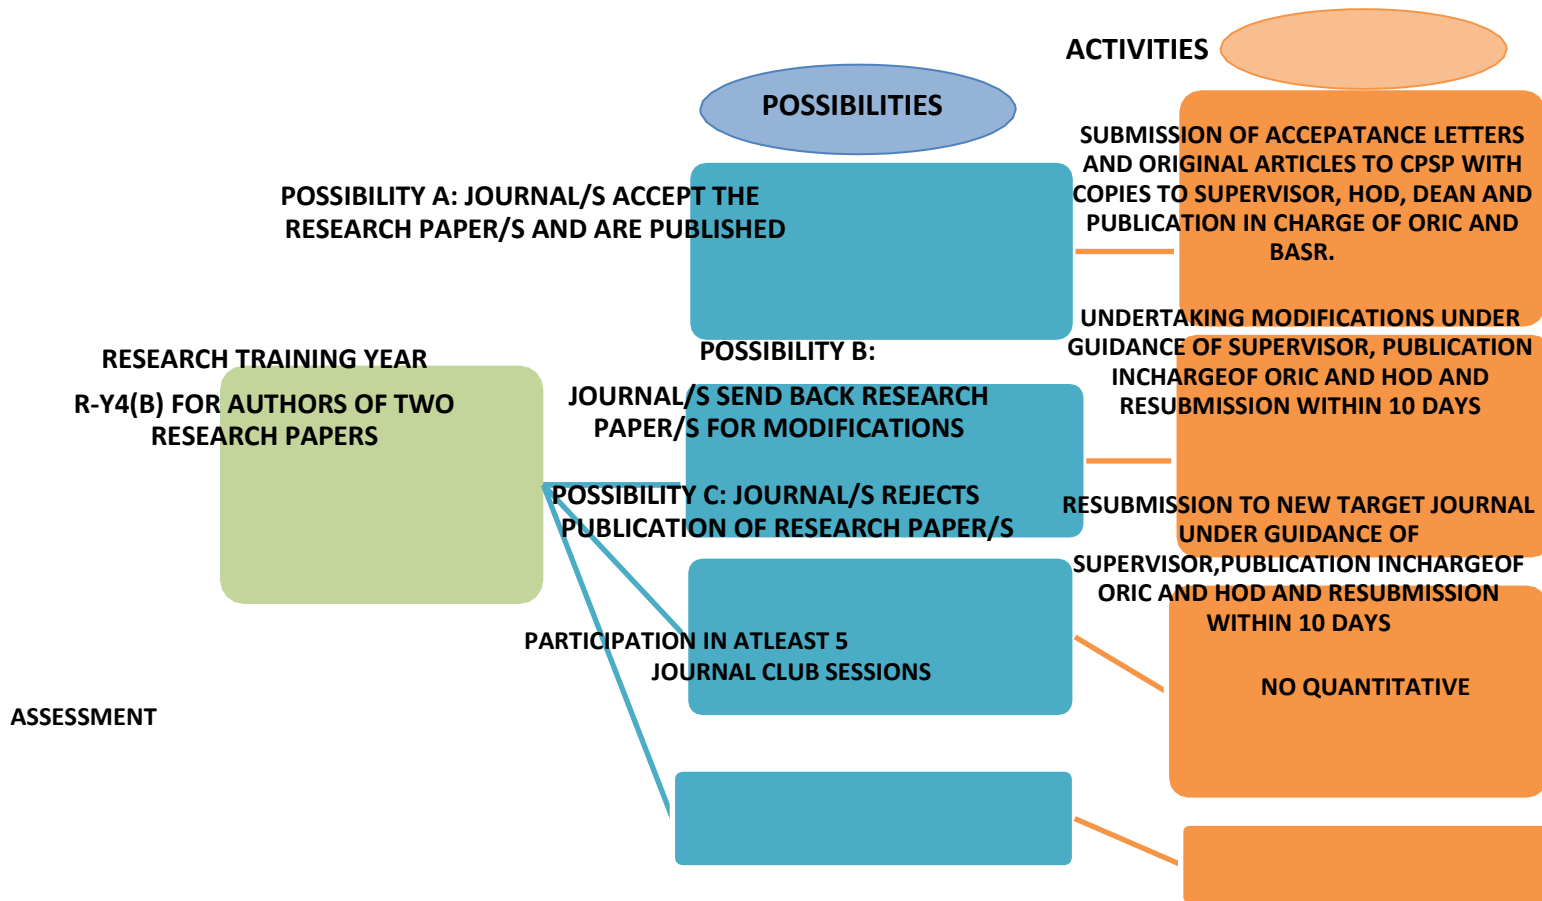 ACTIVITIES
POSSIBILITIES
SUBMISSION OF ACCEPATANCE LETTERS
AND ORIGINAL ARTICLES TO CPSP WITH
COPIES TO SUPERVISOR, HOD, DEAN AND
PUBLICATION IN CHARGE OF ORIC AND
BASR.
POSSIBILITY A: JOURNAL/S ACCEPT THE
RESEARCH PAPER/S AND ARE PUBLISHED
UNDERTAKING MODIFICATIONS UNDER
GUIDANCE OF SUPERVISOR, PUBLICATION
INCHARGEOF ORIC AND HOD AND
RESUBMISSION WITHIN 10 DAYS
POSSIBILITY B:
JOURNAL/S SEND BACK RESEARCH
PAPER/S FOR MODIFICATIONS
RESEARCH TRAINING YEAR
R-Y4(B) FOR AUTHORS OF TWO
RESEARCH PAPERS
POSSIBILITY C: JOURNAL/S REJECTS
PUBLICATION OF RESEARCH PAPER/S
RESUBMISSION TO NEW TARGET JOURNAL
UNDER GUIDANCE OF
SUPERVISOR,PUBLICATION INCHARGEOF
ORIC AND HOD AND RESUBMISSION
WITHIN 10 DAYS
PARTICIPATION IN ATLEAST 5
JOURNAL CLUB SESSIONS
NO QUANTITATIVE
ASSESSMENT